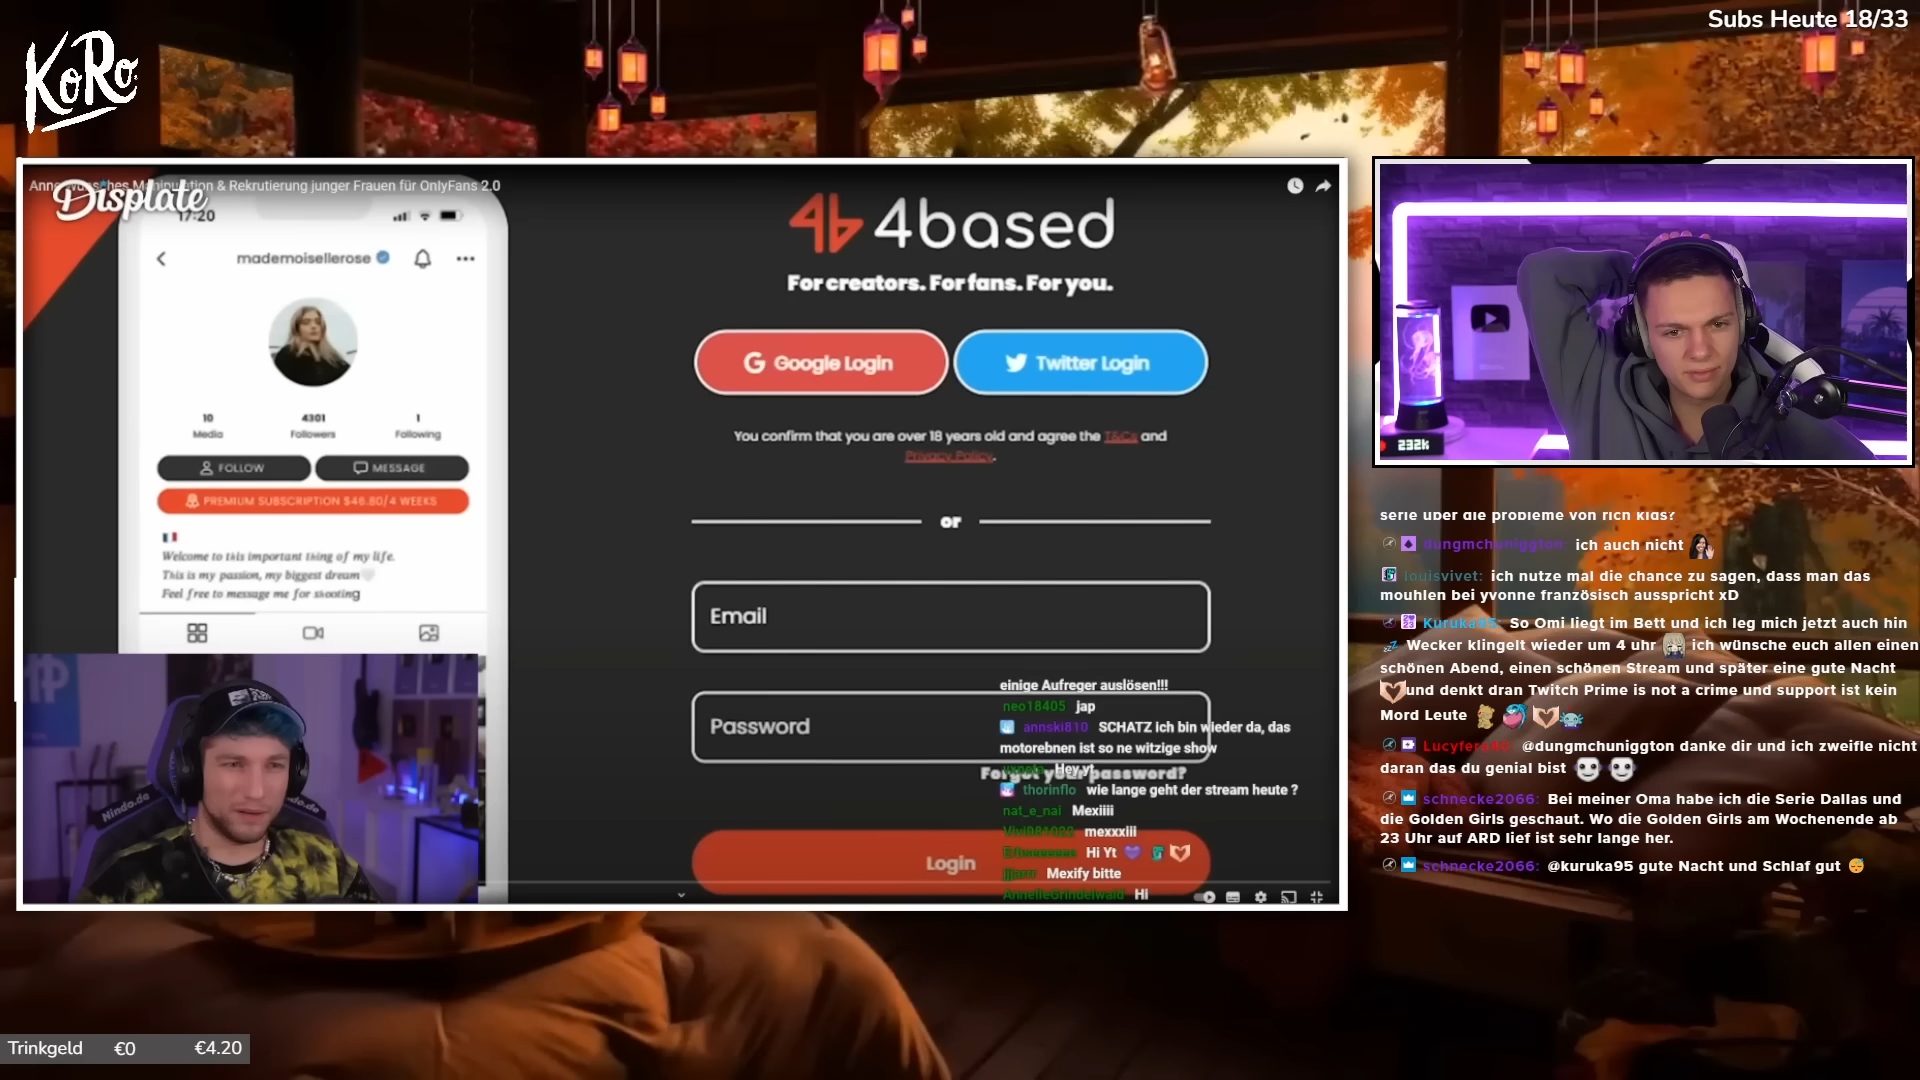 Subs Heute 18/33
KoRo
Displate
Manipulation & Rekrutierung junger Frauen für OnlyFans 2.0
17:20
mademoisellerose
10
4301
1
Media
Followers
Following
FOLLOW
MESSAGE
PREMIUM SUBSCRIPTION $46.80/4 WEEKS
Welcome to this important thing of my life.
This is my passion, my biggest dream
Feel free to message me for shooting
Nindo.de
4based
For creators. For fans. For you.
Google Login
Twitter Login
You confirm that you are over 18 years old and agree the T&Cs and
Privacy Policy.
or
Email
Password
Forgot your password?
Login
einige Aufreger auslösen!!!
neo18405 jap
annski810 SCHATZ ich bin wieder da, das
motorebnen ist so ne witzige show
Hey yt
thorinflo wie lange geht der stream heute ?
nat_e_nai Mexiiii
mexxxiii
Hi Yt
Mexify bitte
AnnelieGrindelwald Hi
232k
serie über die probleme von rich kids?
dungmchuniggton: ich auch nicht
louisvivet: ich nutze mal die chance zu sagen, dass man das
mouhlen bei yvonne französisch ausspricht xD
Kuruka95: So Omi liegt im Bett und ich leg mich jetzt auch hin
Wecker klingelt wieder um 4 uhr ich wünsche euch allen einen
schönen Abend, einen schönen Stream und später eine gute Nacht
und denkt dran Twitch Prime is not a crime und support ist kein
Mord Leute
@dungmchuniggton danke dir und ich zweifle nicht
daran das du genial bist
schnecke2066: Bei meiner Oma habe ich die Serie Dallas und
die Golden Girls geschaut. Wo die Golden Girls am Wochenende ab
23 Uhr auf ARD lief ist sehr lange her.
schnecke2066: @kuruka95 gute Nacht und Schlaf gut
Trinkgeld €0 €4.20